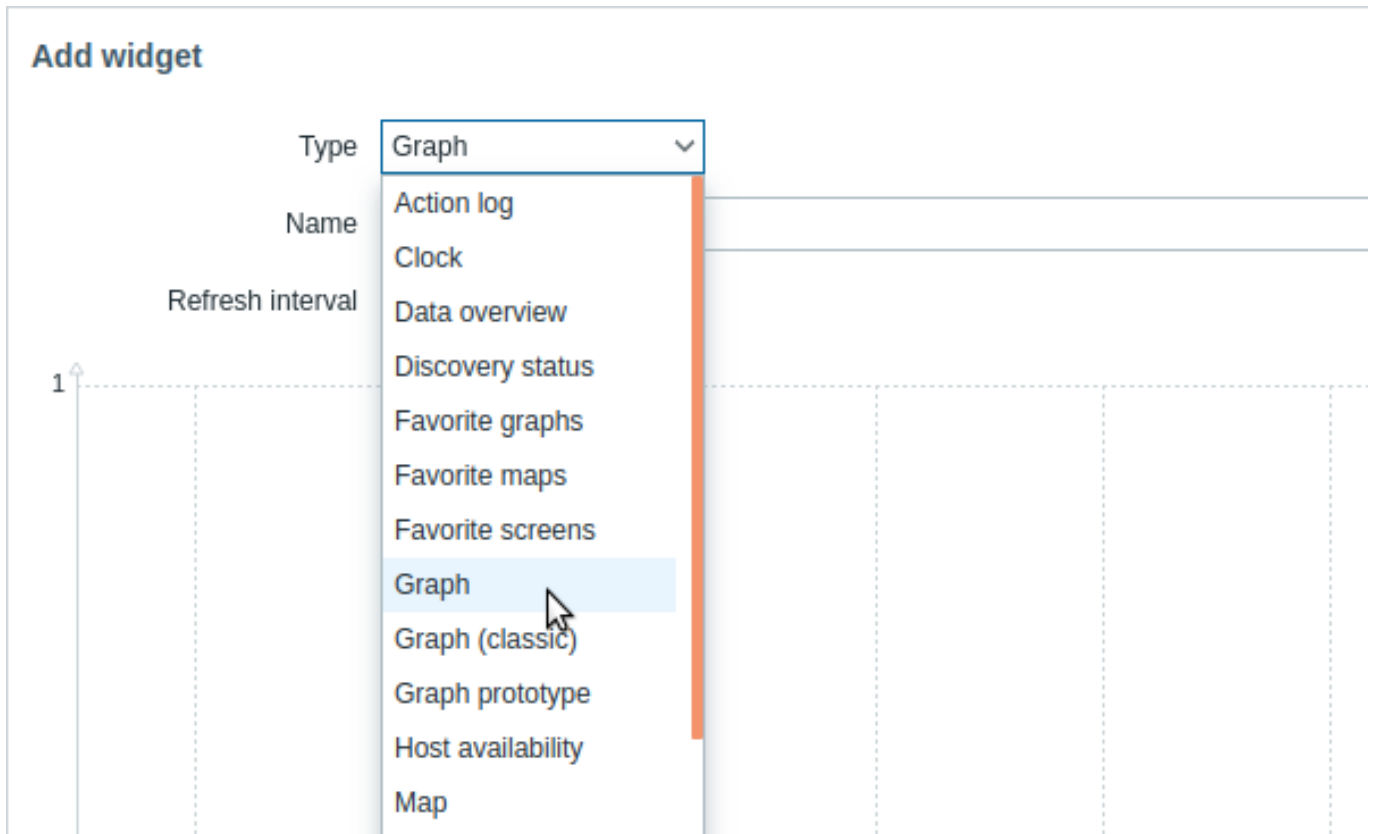 Add widget
Type Graph
Action log
Name
Clock
Refresh interval
Data overview
Discovery status
1
Favorite graphs
Favorite maps
Favorite screens
Graph
Graph (classic)
Graph prototype
Host availability
Map